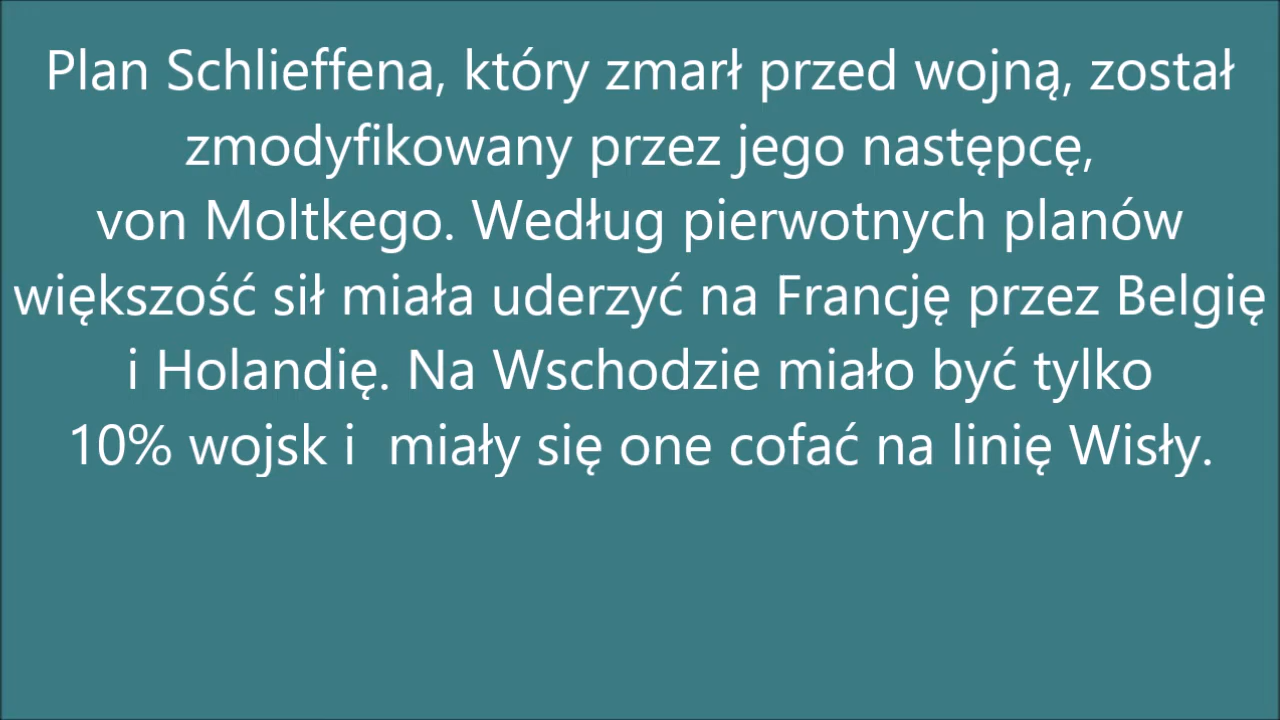 Plan Schlieffena, który zmarł przed wojną, został
zmodyfikowany przez jego następcę,
von Moltkego. Według pierwotnych planów
większość sił miała uderzyć na Francję przez Belgię
i Holandię. Na Wschodzie miało być tylko
10% wojsk i  miały się one cofać na linię Wisły.